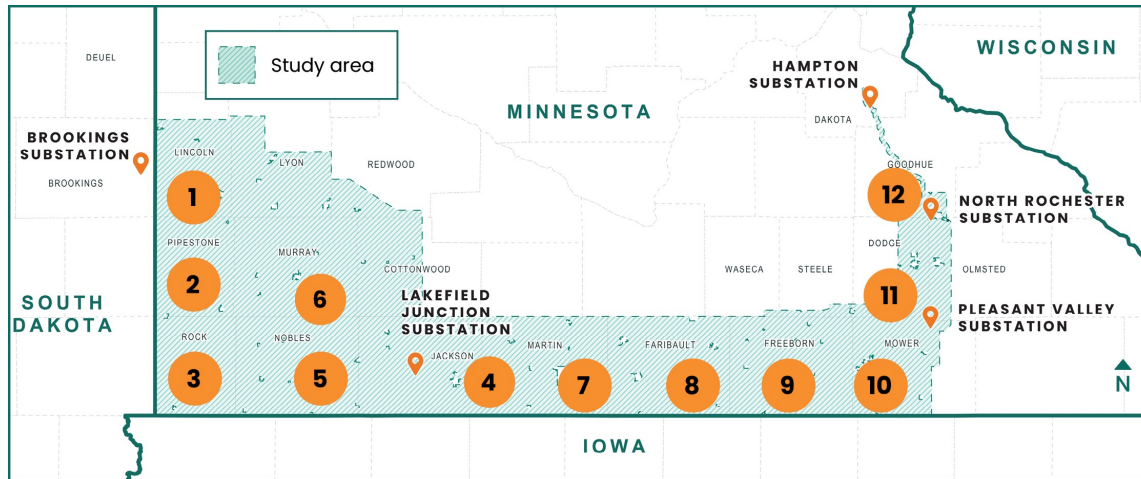 Study area
WISCONSIN
HAMPTON
SUBSTATION
MINNESOTA
DEUEL
DAKOTA
BROOKINGS
SUBSTATION
LINCOLN
LYON
REDWOOD
GOODHUE
BROOKINGS
1
12
NORTH ROCHESTER
SUBSTATION
PIPESTONE
MURRAY
DODGE
COTTONWOOD
WASECA
STEELE
OLMSTED
2
6
11
LAKEFIELD
JUNCTION
SUBSTATION
SOUTH
DAKOTA
PLEASANT VALLEY
SUBSTATION
ROCK
NOBLES
JACKSON
MARTIN
FARIBAULT
FREEBORN
MOWER
3
5
4
7
8
9
10
N
IOWA